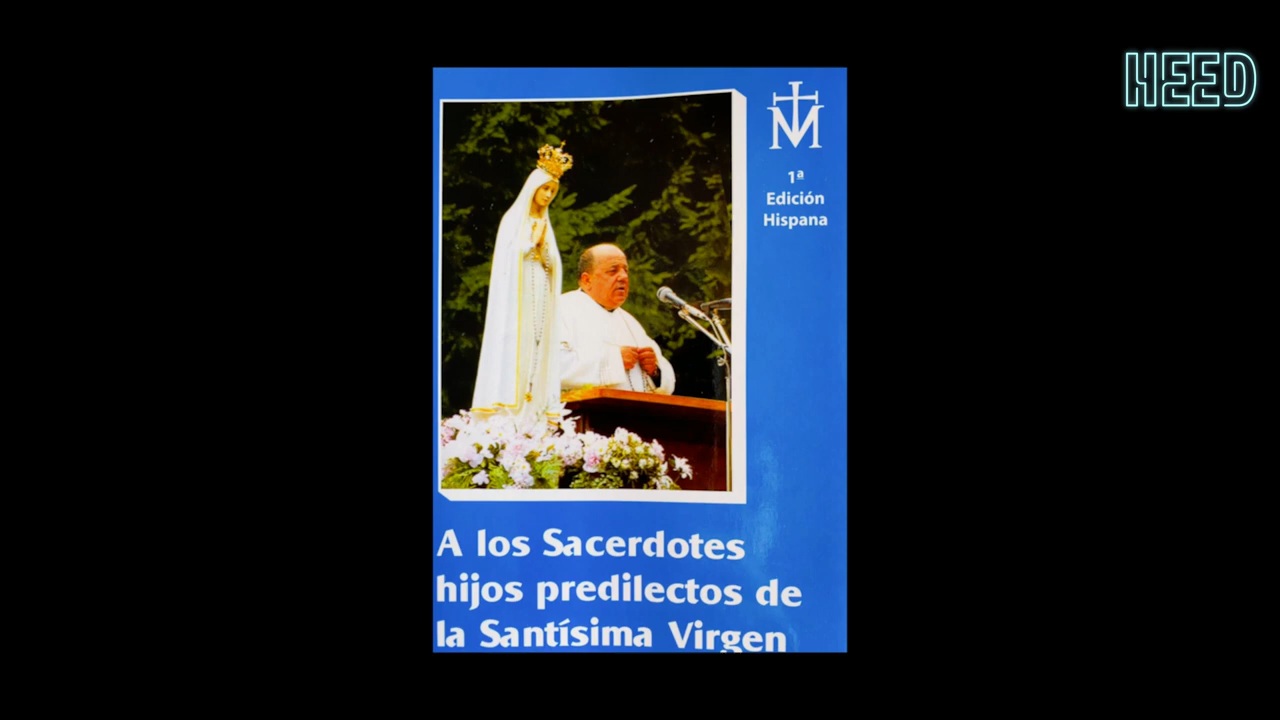 HEED
1ª
Edición
Hispana
A los Sacerdotes
hijos predilectos de
la Santísima Virgen